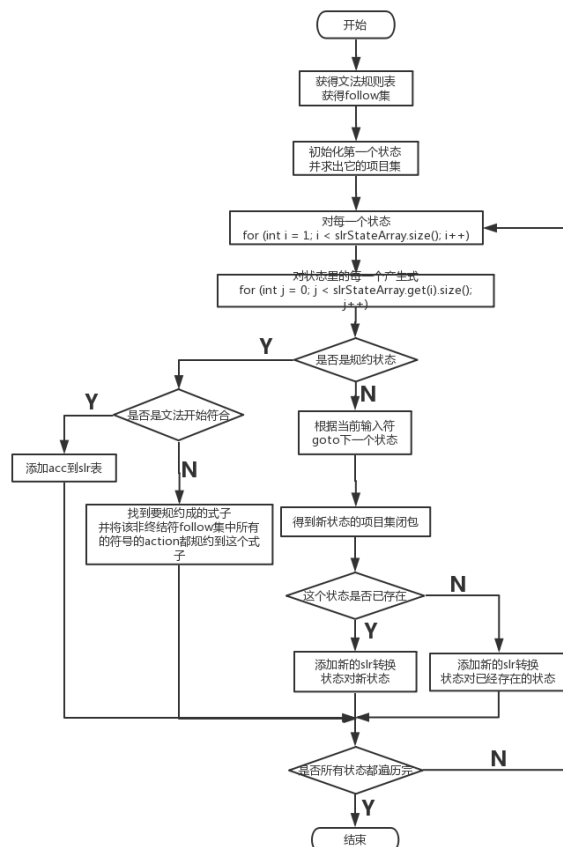 开始
获得文法规则表
获得follow集
初始化第一个状态
并求出它的项目集
对每一个状态
for (int i = 1; i < slrStateArray.size(); i++)
对状态里的每一个产生式
for (int j = 0; j < slrStateArray.get(i).size();
j++)
Y
是否是规约状态
N
Y
是否是文法开始符合
根据当前输入符
goto下一个状态
添加acc到slr表
N
找到要规约成的式子
并将该非终结符follow集中所有
的符号的action都规约到这个式
子
得到新状态的项目集闭包
这个状态是否已存在
N
Y
添加新的slr转换
状态对新状态
添加新的slr转换
状态对已经存在的状态
是否所有状态都遍历完
N
Y
结束